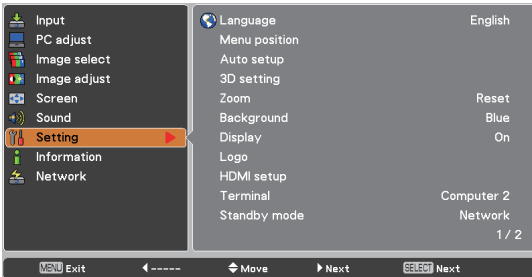 Input
PC adjust
Image select
Image adjust
Screen
Sound
Setting
Information
Network
Language English
Menu position
Auto setup
3D setting
Zoom Reset
Background Blue
Display On
Logo
HDMI setup
Terminal Computer 2
Standby mode Network
1 / 2
MENU Exit ----- Move Next SELECT Next